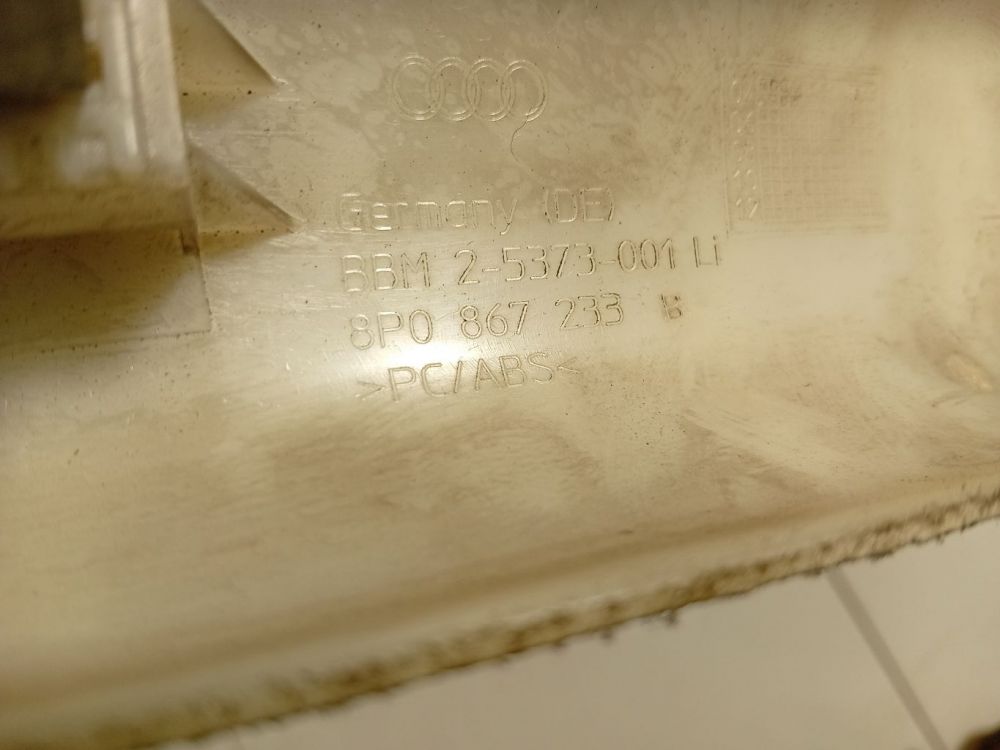 Germany (DE)
BBM 2-5373-001 Li
8P0 867 233 B
>PC/ABS<